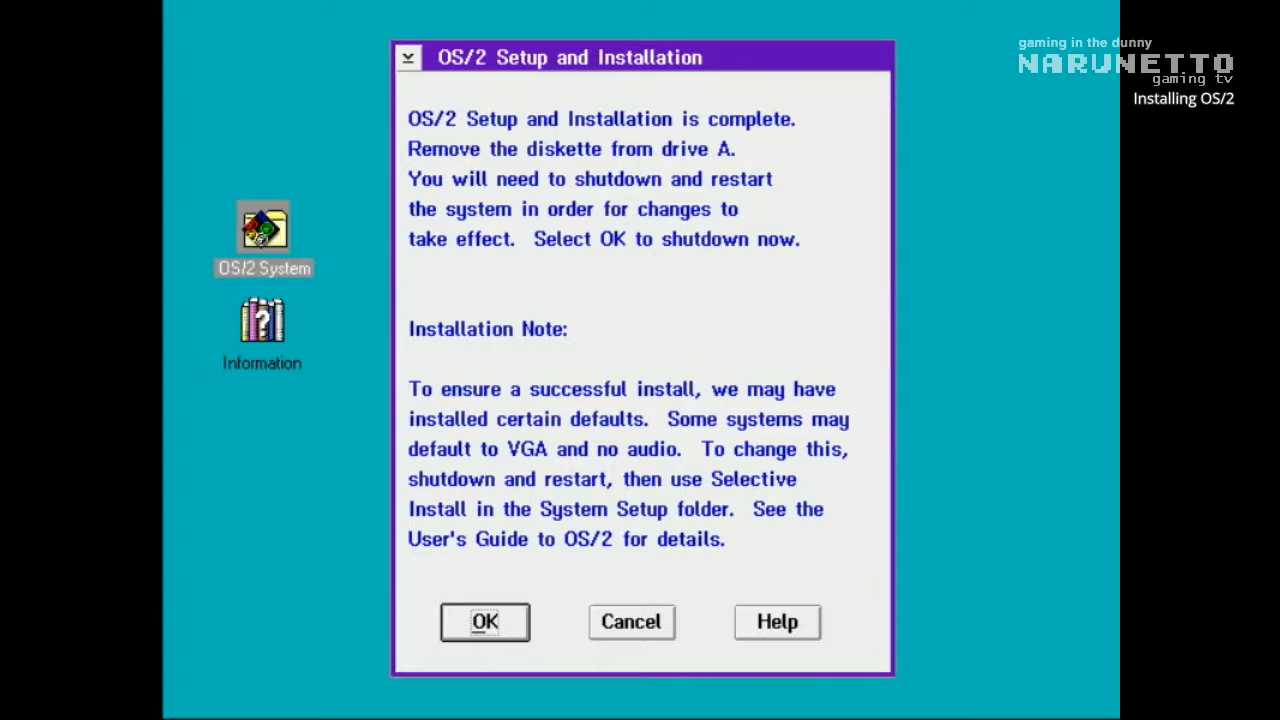 gaming in the dunny
NARUNETTO
gaming tv
Installing OS/2
OS/2 Setup and Installation
OS/2 Setup and Installation is complete.
Remove the diskette from drive A.
You will need to shutdown and restart
the system in order for changes to
take effect. Select OK to shutdown now.
Installation Note:
To ensure a successful install, we may have
installed certain defaults. Some systems may
default to VGA and no audio. To change this,
shutdown and restart, then use Selective
Install in the System Setup folder. See the
User's Guide to OS/2 for details.
OK Cancel Help
OS/2 System
Information